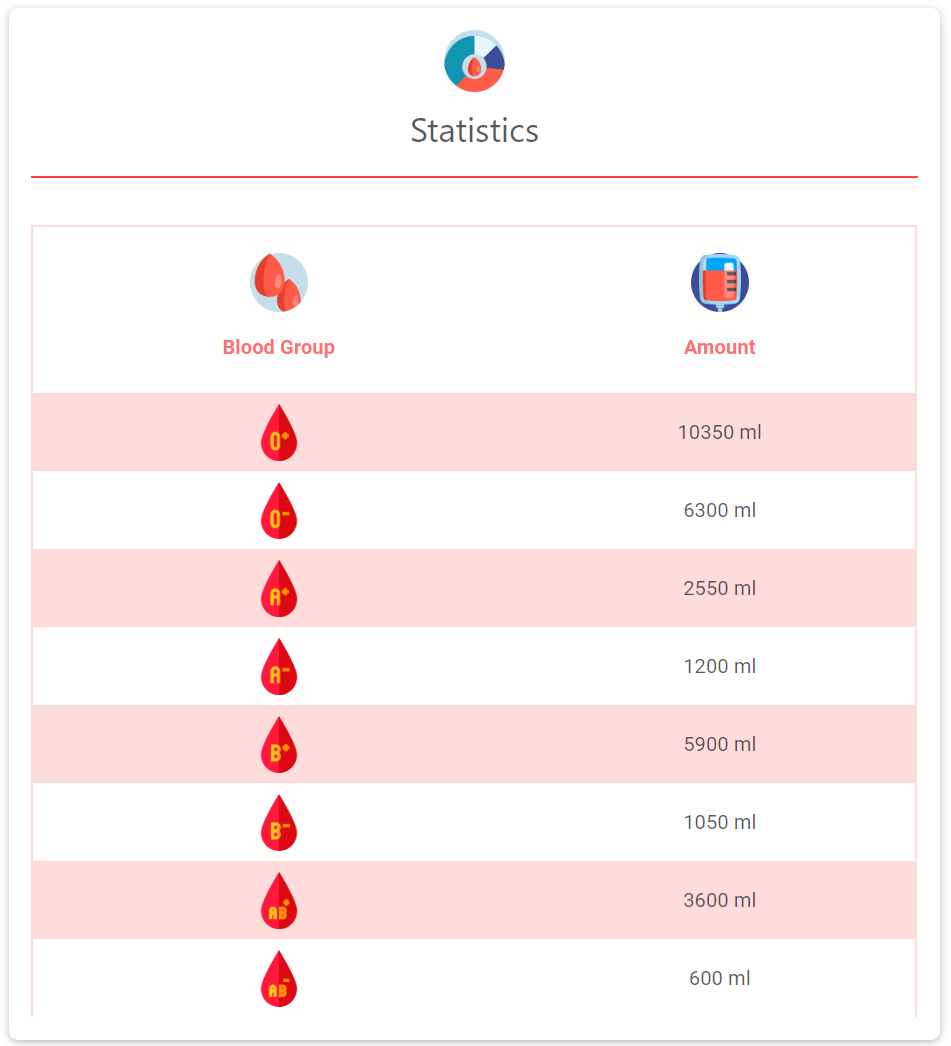 Statistics
Blood Group Amount
O+ 10350 ml
O- 6300 ml
A+ 2550 ml
A- 1200 ml
B+ 5900 ml
B- 1050 ml
AB+ 3600 ml
AB- 600 ml